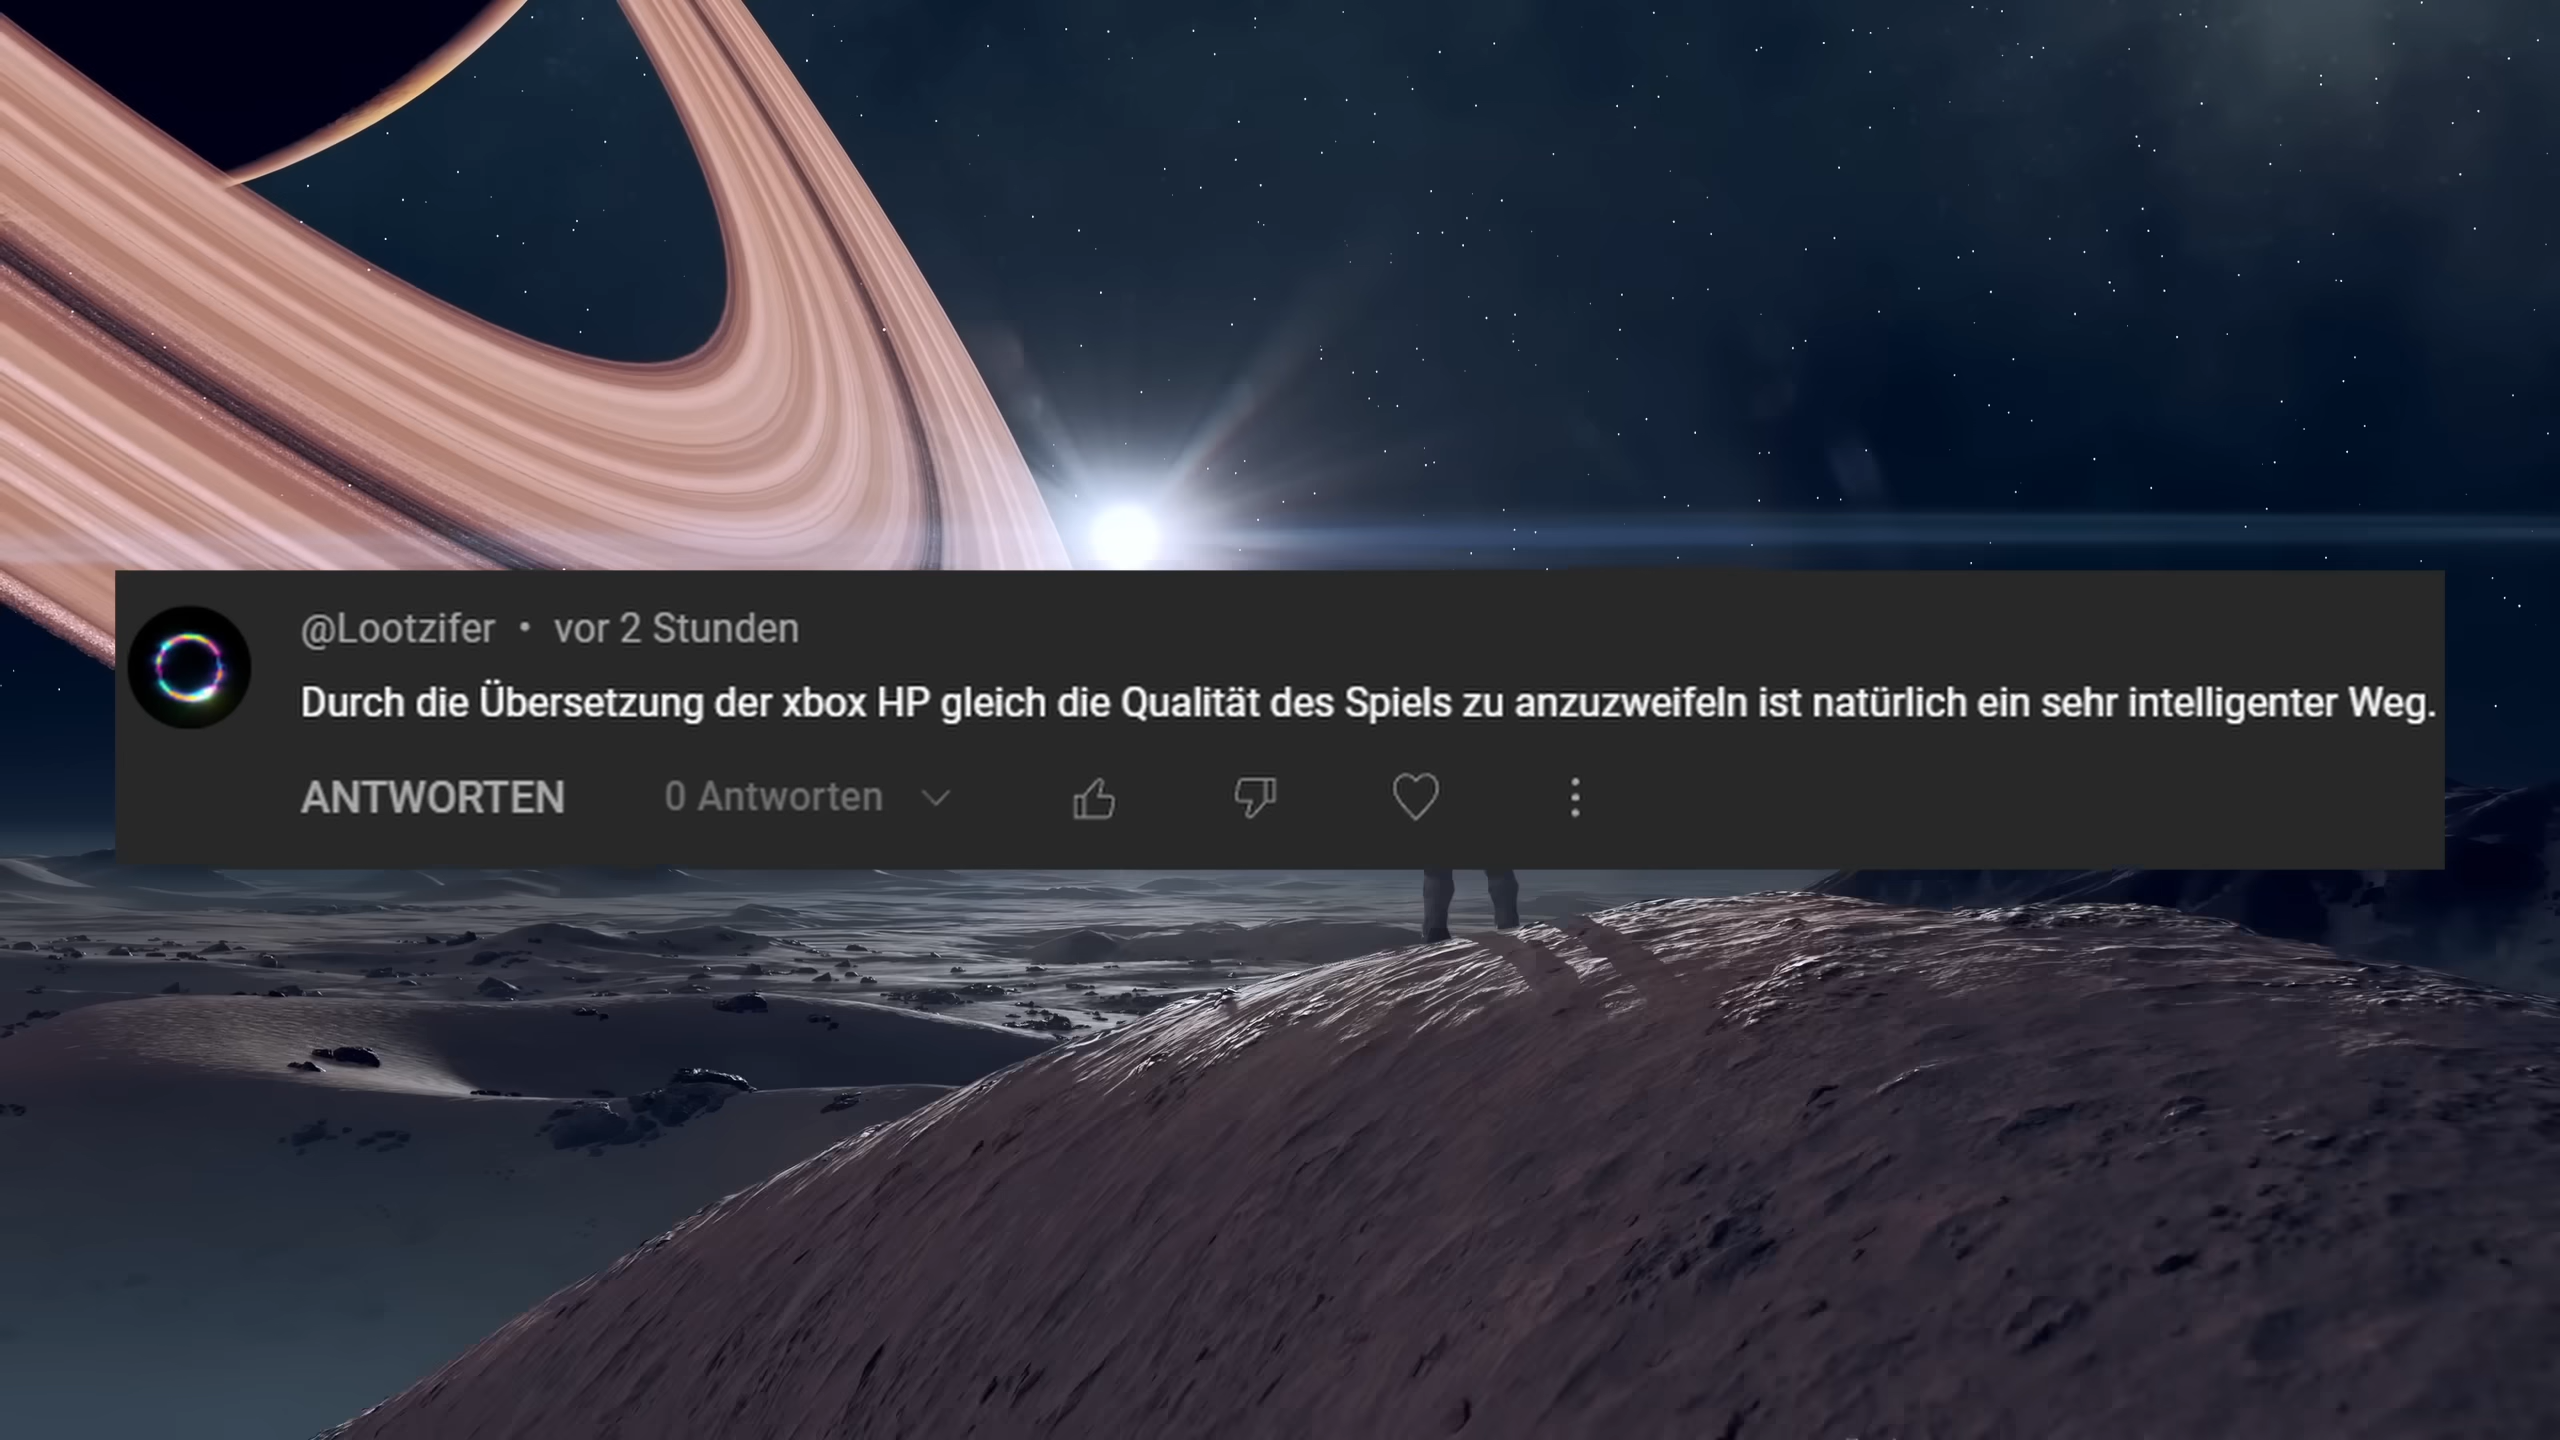 @Lootzifer • vor 2 Stunden
Durch die Übersetzung der xbox HP gleich die Qualität des Spiels zu anzuzweifeln ist natürlich ein sehr intelligenter Weg.
ANTWORTEN 0 Antworten